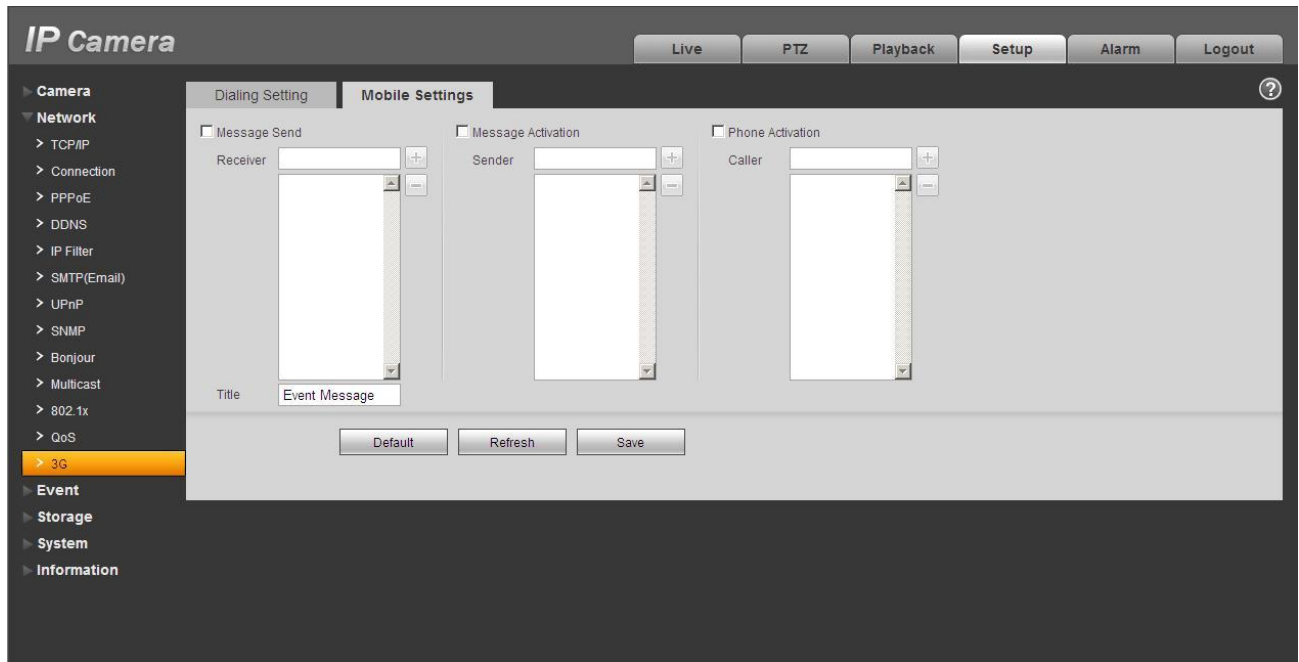 IP Camera
Live PTZ Playback Setup Alarm Logout
Camera
Network
> TCP/IP
> Connection
> PPPoE
> DDNS
> IP Filter
> SMTP(Email)
> UPnP
> SNMP
> Bonjour
> Multicast
> 802.1x
> QoS
> 3G
Event
Storage
System
Information
Dialing Setting Mobile Settings ?
Message Send Message Activation Phone Activation
Receiver + Sender + Caller +
− − −
Title Event Message
Default Refresh Save